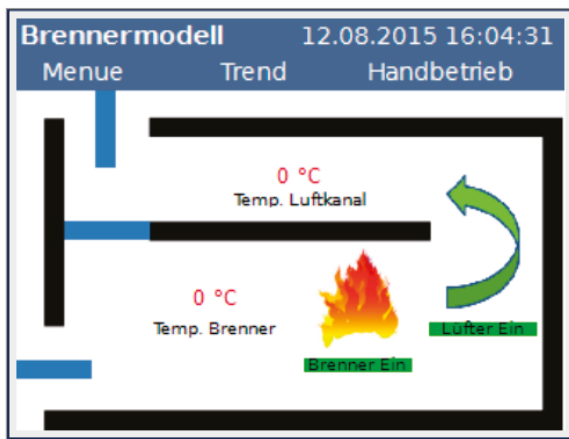 Brennermodell 12.08.2015 16:04:31
Menue Trend Handbetrieb
0 °C
Temp. Luftkanal
0 °C
Temp. Brenner
Lüfter Ein
Brenner Ein